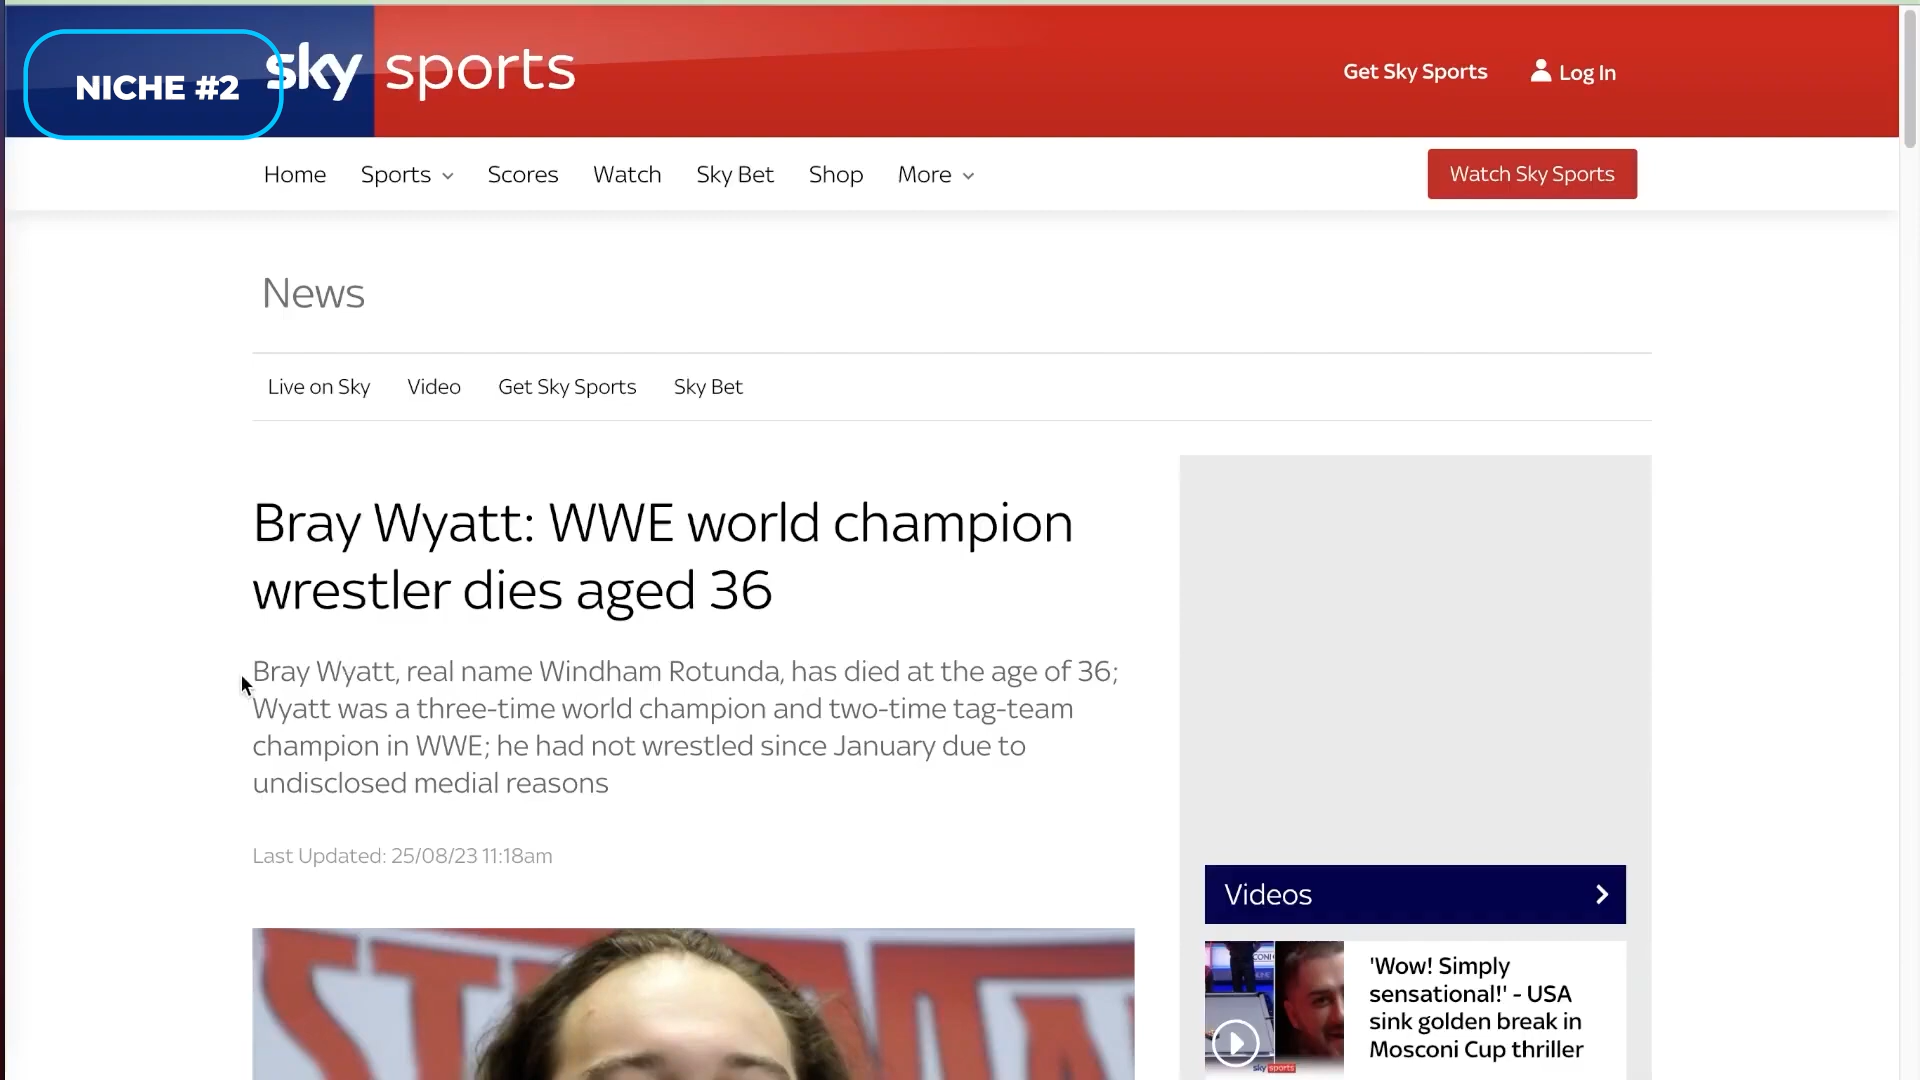 NICHE #2
sky sports
Get Sky Sports
Log In
Home
Sports
Scores
Watch
Sky Bet
Shop
More
Watch Sky Sports
News
Live on Sky
Video
Get Sky Sports
Sky Bet
Bray Wyatt: WWE world champion
wrestler dies aged 36
Bray Wyatt, real name Windham Rotunda, has died at the age of 36;
Wyatt was a three-time world champion and two-time tag-team
champion in WWE; he had not wrestled since January due to
undisclosed medial reasons
Last Updated: 25/08/23 11:18am
Videos
'Wow! Simply
sensational!' - USA
sink golden break in
Mosconi Cup thriller
sky sports